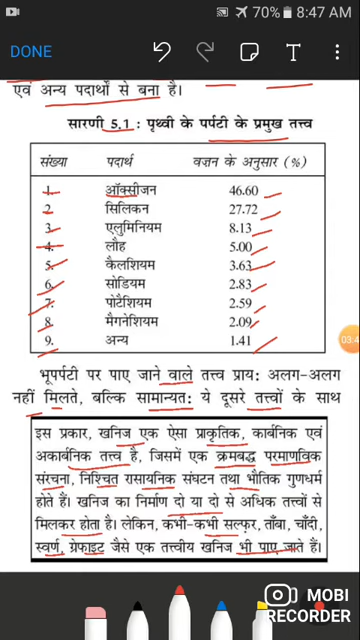 70% 8:47 AM
DONE
T
एवं अन्य पदार्थों से बना है।
सारणी 5.1 : पृथ्वी के पर्पटी के प्रमुख तत्त्व
संख्या पदार्थ वज़न के अनुसार (%)
1. ऑक्सीजन 46.60
2. सिलिकन 27.72
3. एलुमिनियम 8.13
4. लौह 5.00
5. कैलशियम 3.63
6. सोडियम 2.83
7. पोटैशियम 2.59
8. मैगनेशियम 2.09
9. अन्य 1.41
भूपर्पटी पर पाए जाने वाले तत्त्व प्राय: अलग-अलग
नहीं मिलते, बल्कि सामान्यत: ये दूसरे तत्त्वों के साथ
इस प्रकार, खनिज एक ऐसा प्राकृतिक, कार्बनिक एवं
अकार्बनिक तत्त्व है, जिसमें एक क्रमबद्ध परमाणविक
संरचना, निश्चित रासायनिक संघटन तथा भौतिक गुणधर्म
होते हैं। खनिज का निर्माण दो या दो से अधिक तत्त्वों से
मिलकर होता है। लेकिन, कभी-कभी सल्फर, ताँबा, चाँदी,
स्वर्ण, ग्रेफाइट जैसे एक तत्त्वीय खनिज भी पाए जाते हैं।
MOBI
RECORDER